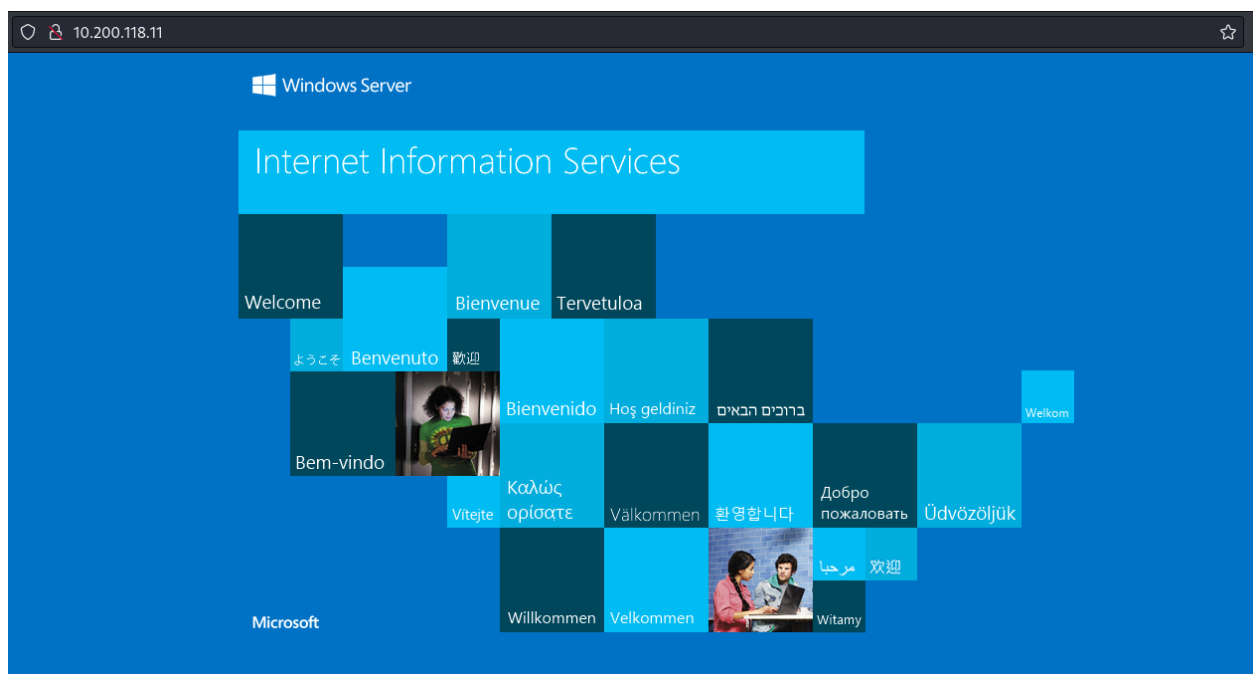 10.200.118.11
Windows Server
Internet Information Services
Welcome
Bienvenue
Tervetuloa
ようこそ
Benvenuto
歡迎
Bienvenido
Hoş geldiniz
ברוכים הבאים
Welkom
Bem-vindo
Vítejte
Καλώς
ορίσατε
Välkommen
환영합니다
Добро
пожаловать
Üdvözöljük
Willkommen
Velkommen
مرحبا
欢迎
Witamy
Microsoft